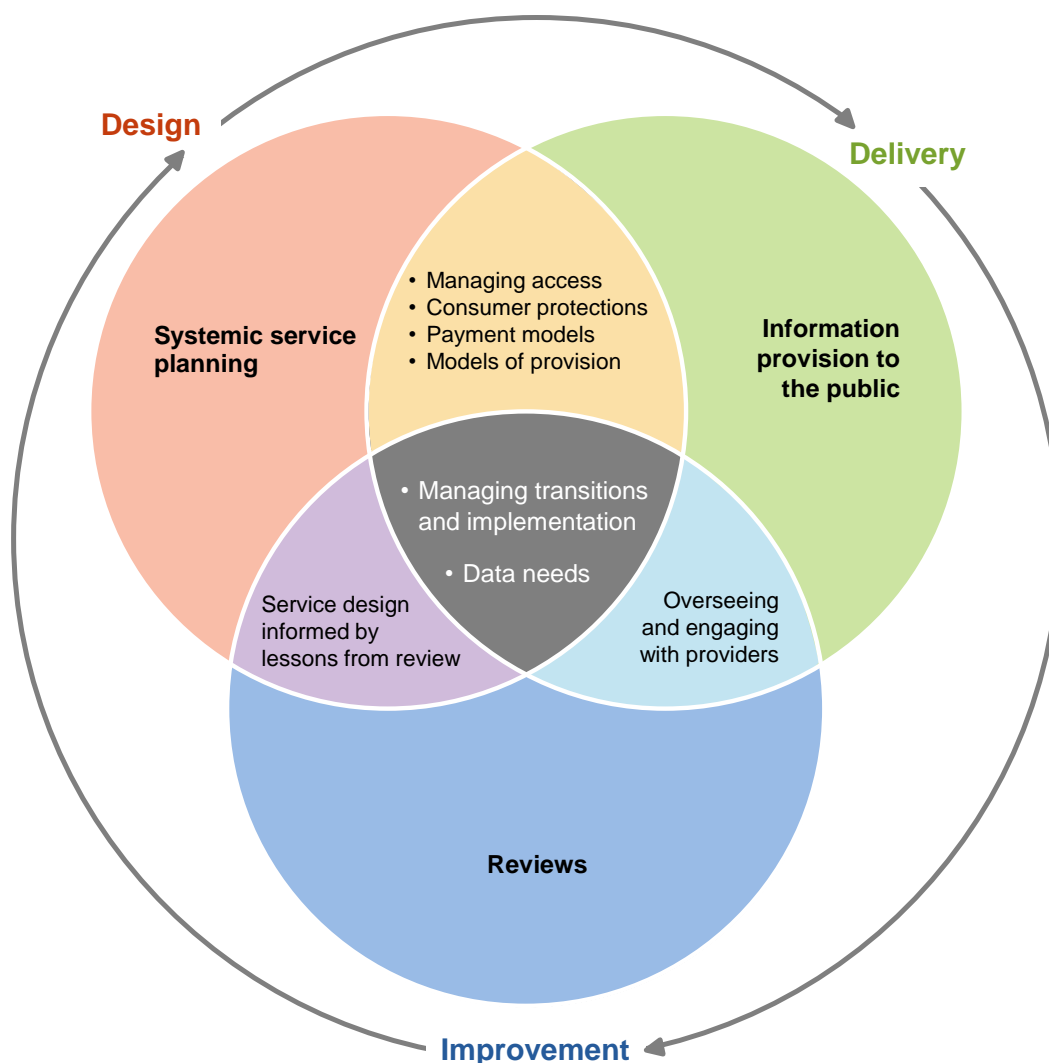 Design
Delivery
• Managing access
• Consumer protections
• Payment models
• Models of provision
Systemic service
planning
Information
provision to
the public
• Managing transitions
and implementation
• Data needs
Service design
informed by
lessons from review
Overseeing
and engaging
with providers
Reviews
Improvement